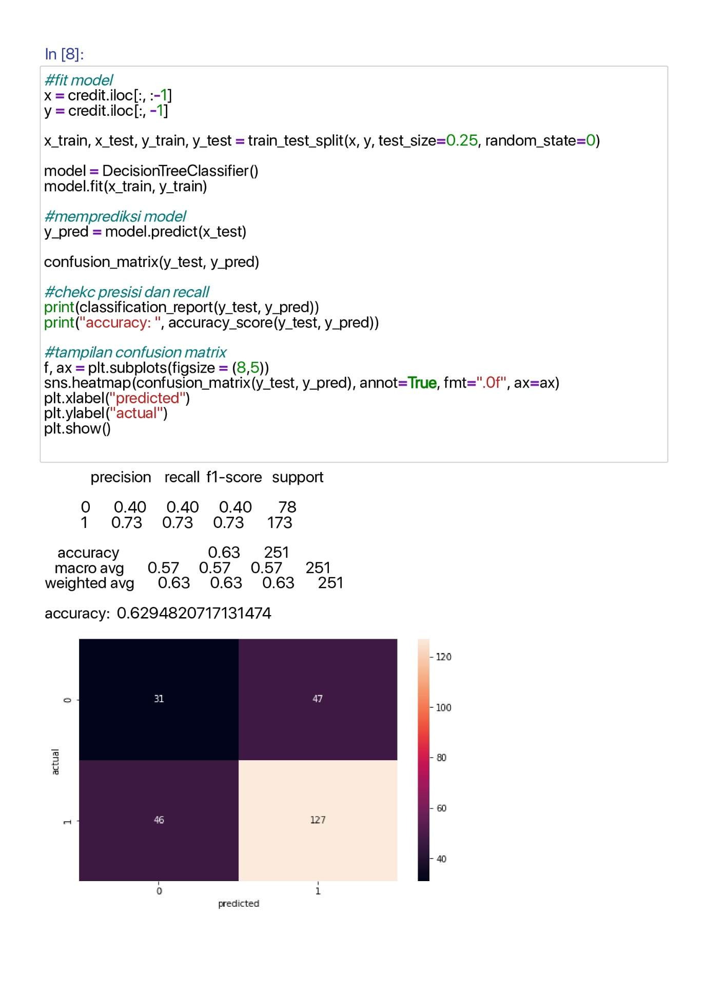 In [8]:
#fit model
x = credit.iloc[:, :-1]
y = credit.iloc[:, -1]
x_train, x_test, y_train, y_test = train_test_split(x, y, test_size=0.25, random_state=0)
model = DecisionTreeClassifier()
model.fit(x_train, y_train)
#memprediksi model
y_pred = model.predict(x_test)
confusion_matrix(y_test, y_pred)
#chekc presisi dan recall
print(classification_report(y_test, y_pred))
print("accuracy: ", accuracy_score(y_test, y_pred))
#tampilan confusion matrix
f, ax = plt.subplots(figsize = (8,5))
sns.heatmap(confusion_matrix(y_test, y_pred), annot=True, fmt=".0f", ax=ax)
plt.xlabel("predicted")
plt.ylabel("actual")
plt.show()
precision recall f1-score support
0 0.40 0.40 0.40 78
1 0.73 0.73 0.73 173
accuracy 0.63 251
macro avg 0.57 0.57 0.57 251
weighted avg 0.63 0.63 0.63 251
accuracy: 0.6294820717131474
120
0 31 47
100
actual
80
60
1 46 127
40
0 1
predicted